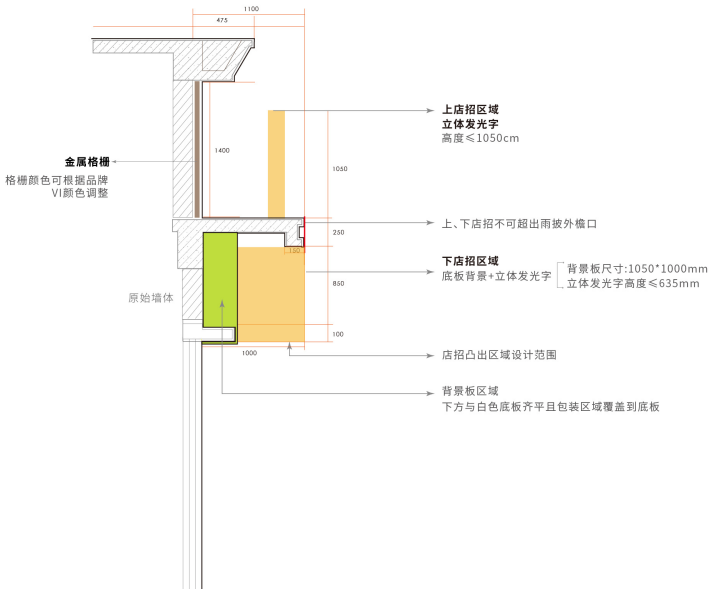 1100
475
上店招区域
立体发光字
高度≤1050cm
金属格栅
格栅颜色可根据品牌
VI颜色调整
1400
1050
上、下店招不可超出雨披外檐口
250
150
下店招区域
底板背景+立体发光字
背景板尺寸:1050*1000mm
立体发光字高度≤635mm
850
原始墙体
100
1000
店招凸出区域设计范围
背景板区域
下方与白色底板齐平且包装区域覆盖到底板